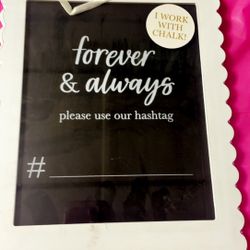 I WORK
WITH
CHALK!
forever
& always
please use our hashtag
#